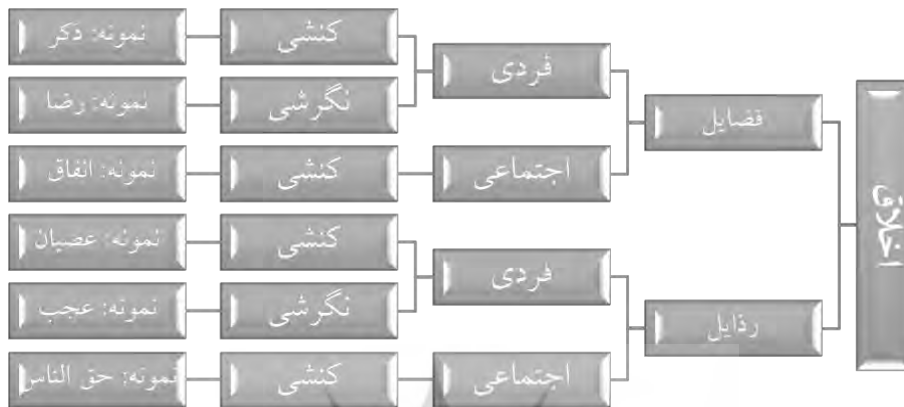 اخلاق
فضایل
فردی
کنشی
نمونه: ذکر
نگرشی
نمونه: رضا
اجتماعی
کنشی
نمونه: انفاق
رذایل
فردی
کنشی
نمونه: عصیان
نگرشی
نمونه: عجب
اجتماعی
کنشی
نمونه: حق الناس